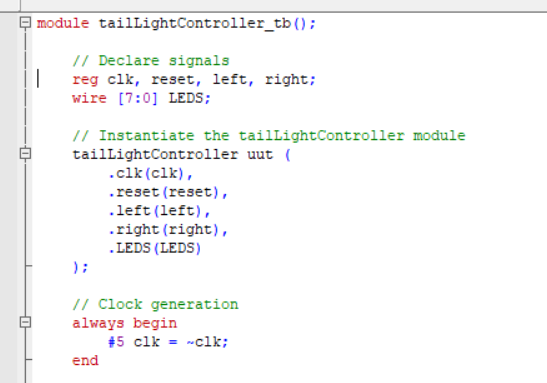 module tailLightController_tb();
// Declare signals
reg clk, reset, left, right;
wire [7:0] LEDS;
// Instantiate the tailLightController module
tailLightController uut (
.clk(clk),
.reset(reset),
.left(left),
.right(right),
.LEDS(LEDS)
);
// Clock generation
always begin
#5 clk = ~clk;
end